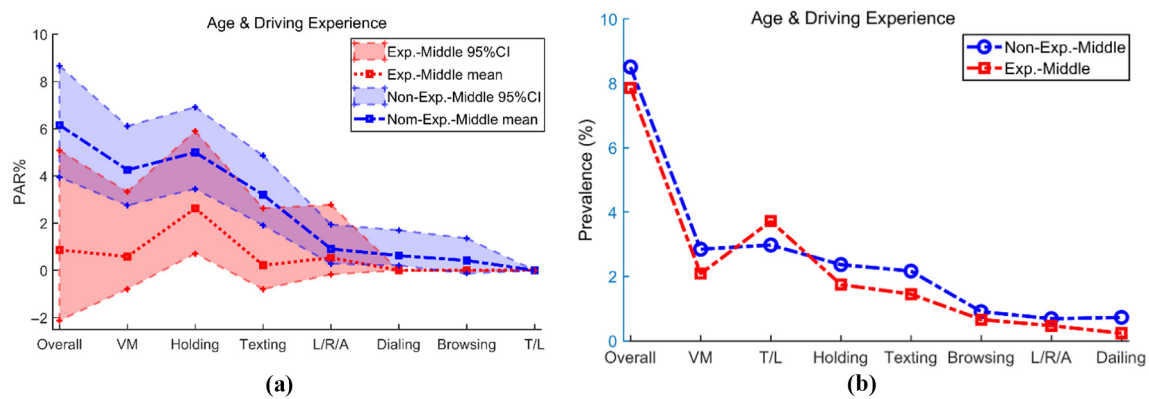 Age & Driving Experience
10
8
6
4
2
0
−2
PAR%
Exp.-Middle 95%CI
Exp.-Middle mean
Non-Exp.-Middle 95%CI
Nom-Exp.-Middle mean
Overall VM Holding Texting L/R/A Dialing Browsing T/L
(a)
Age & Driving Experience
10
8
6
4
2
0
Prevalence (%)
Non-Exp.-Middle
Exp.-Middle
Overall VM T/L Holding Texting Browsing L/R/A Dailing
(b)